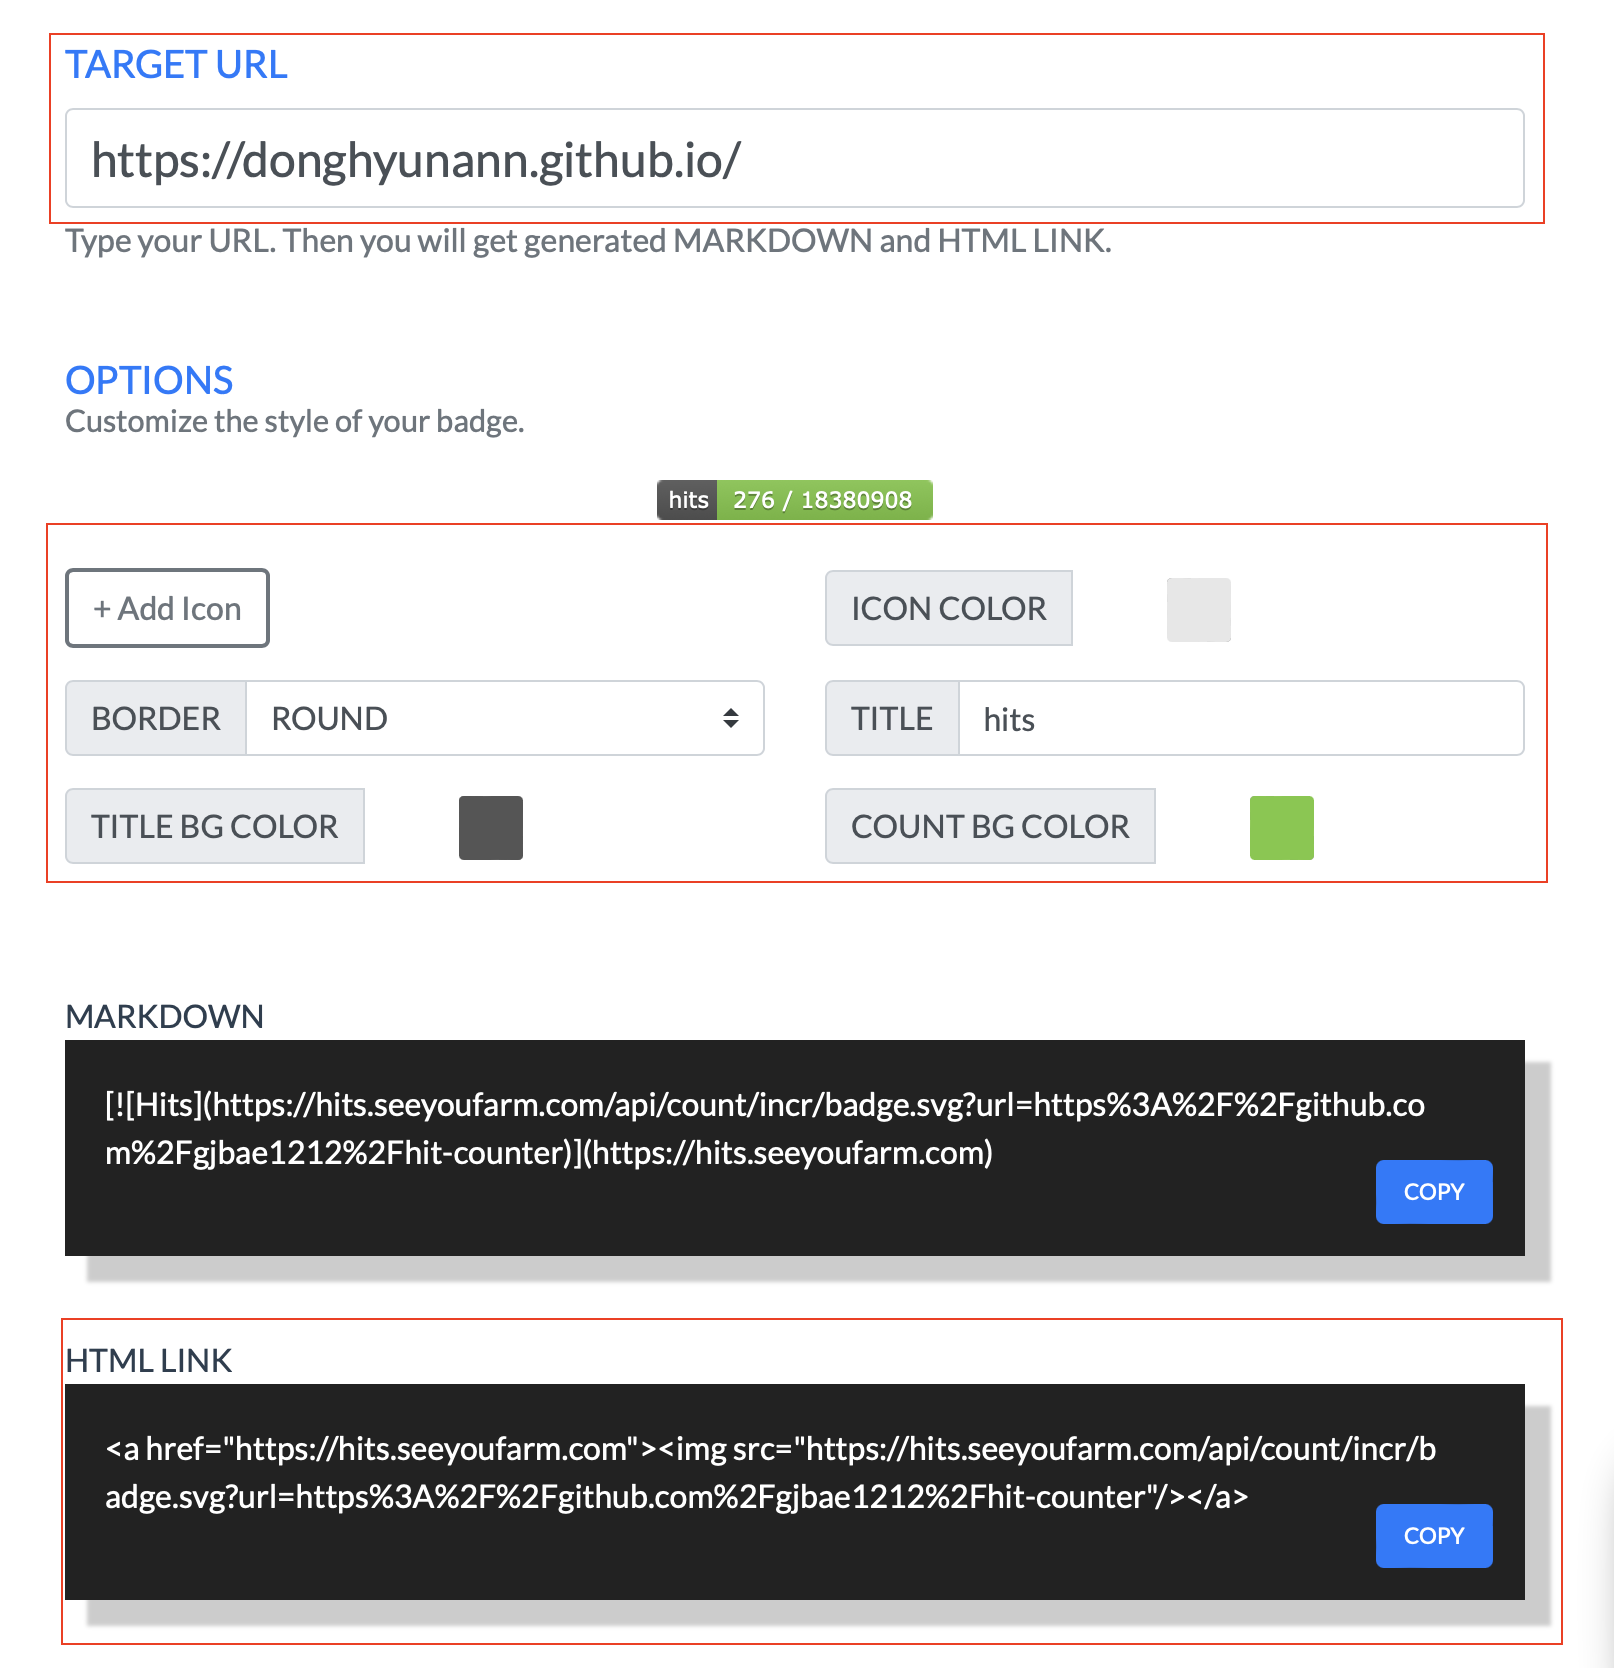 TARGET URL
https://donghyunann.github.io/
Type your URL. Then you will get generated MARKDOWN and HTML LINK.
OPTIONS
Customize the style of your badge.
hits 276 / 18380908
+ Add Icon
ICON COLOR
BORDER ROUND
TITLE hits
TITLE BG COLOR
COUNT BG COLOR
MARKDOWN
[![Hits](https://hits.seeyoufarm.com/api/count/incr/badge.svg?url=https%3A%2F%2Fgithub.co
m%2Fgjbae1212%2Fhit-counter)](https://hits.seeyoufarm.com)
COPY
HTML LINK
<a href="https://hits.seeyoufarm.com"><img src="https://hits.seeyoufarm.com/api/count/incr/b
adge.svg?url=https%3A%2F%2Fgithub.com%2Fgjbae1212%2Fhit-counter"/></a>
COPY